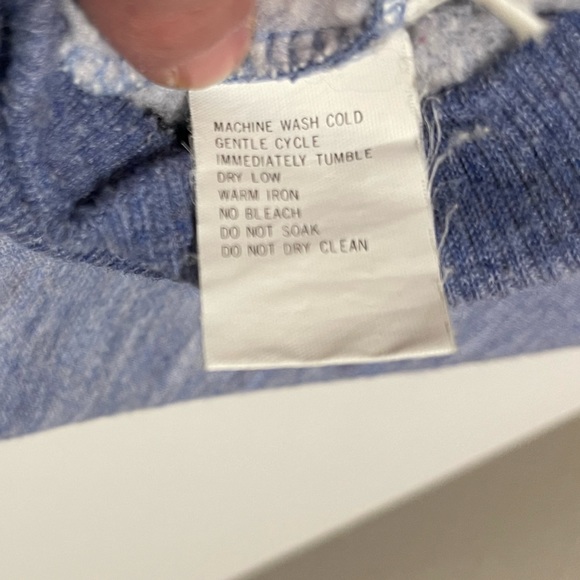 MACHINE WASH COLD
GENTLE CYCLE
IMMEDIATELY TUMBLE
DRY LOW
WARM IRON
NO BLEACH
DO NOT SOAK
DO NOT DRY CLEAN